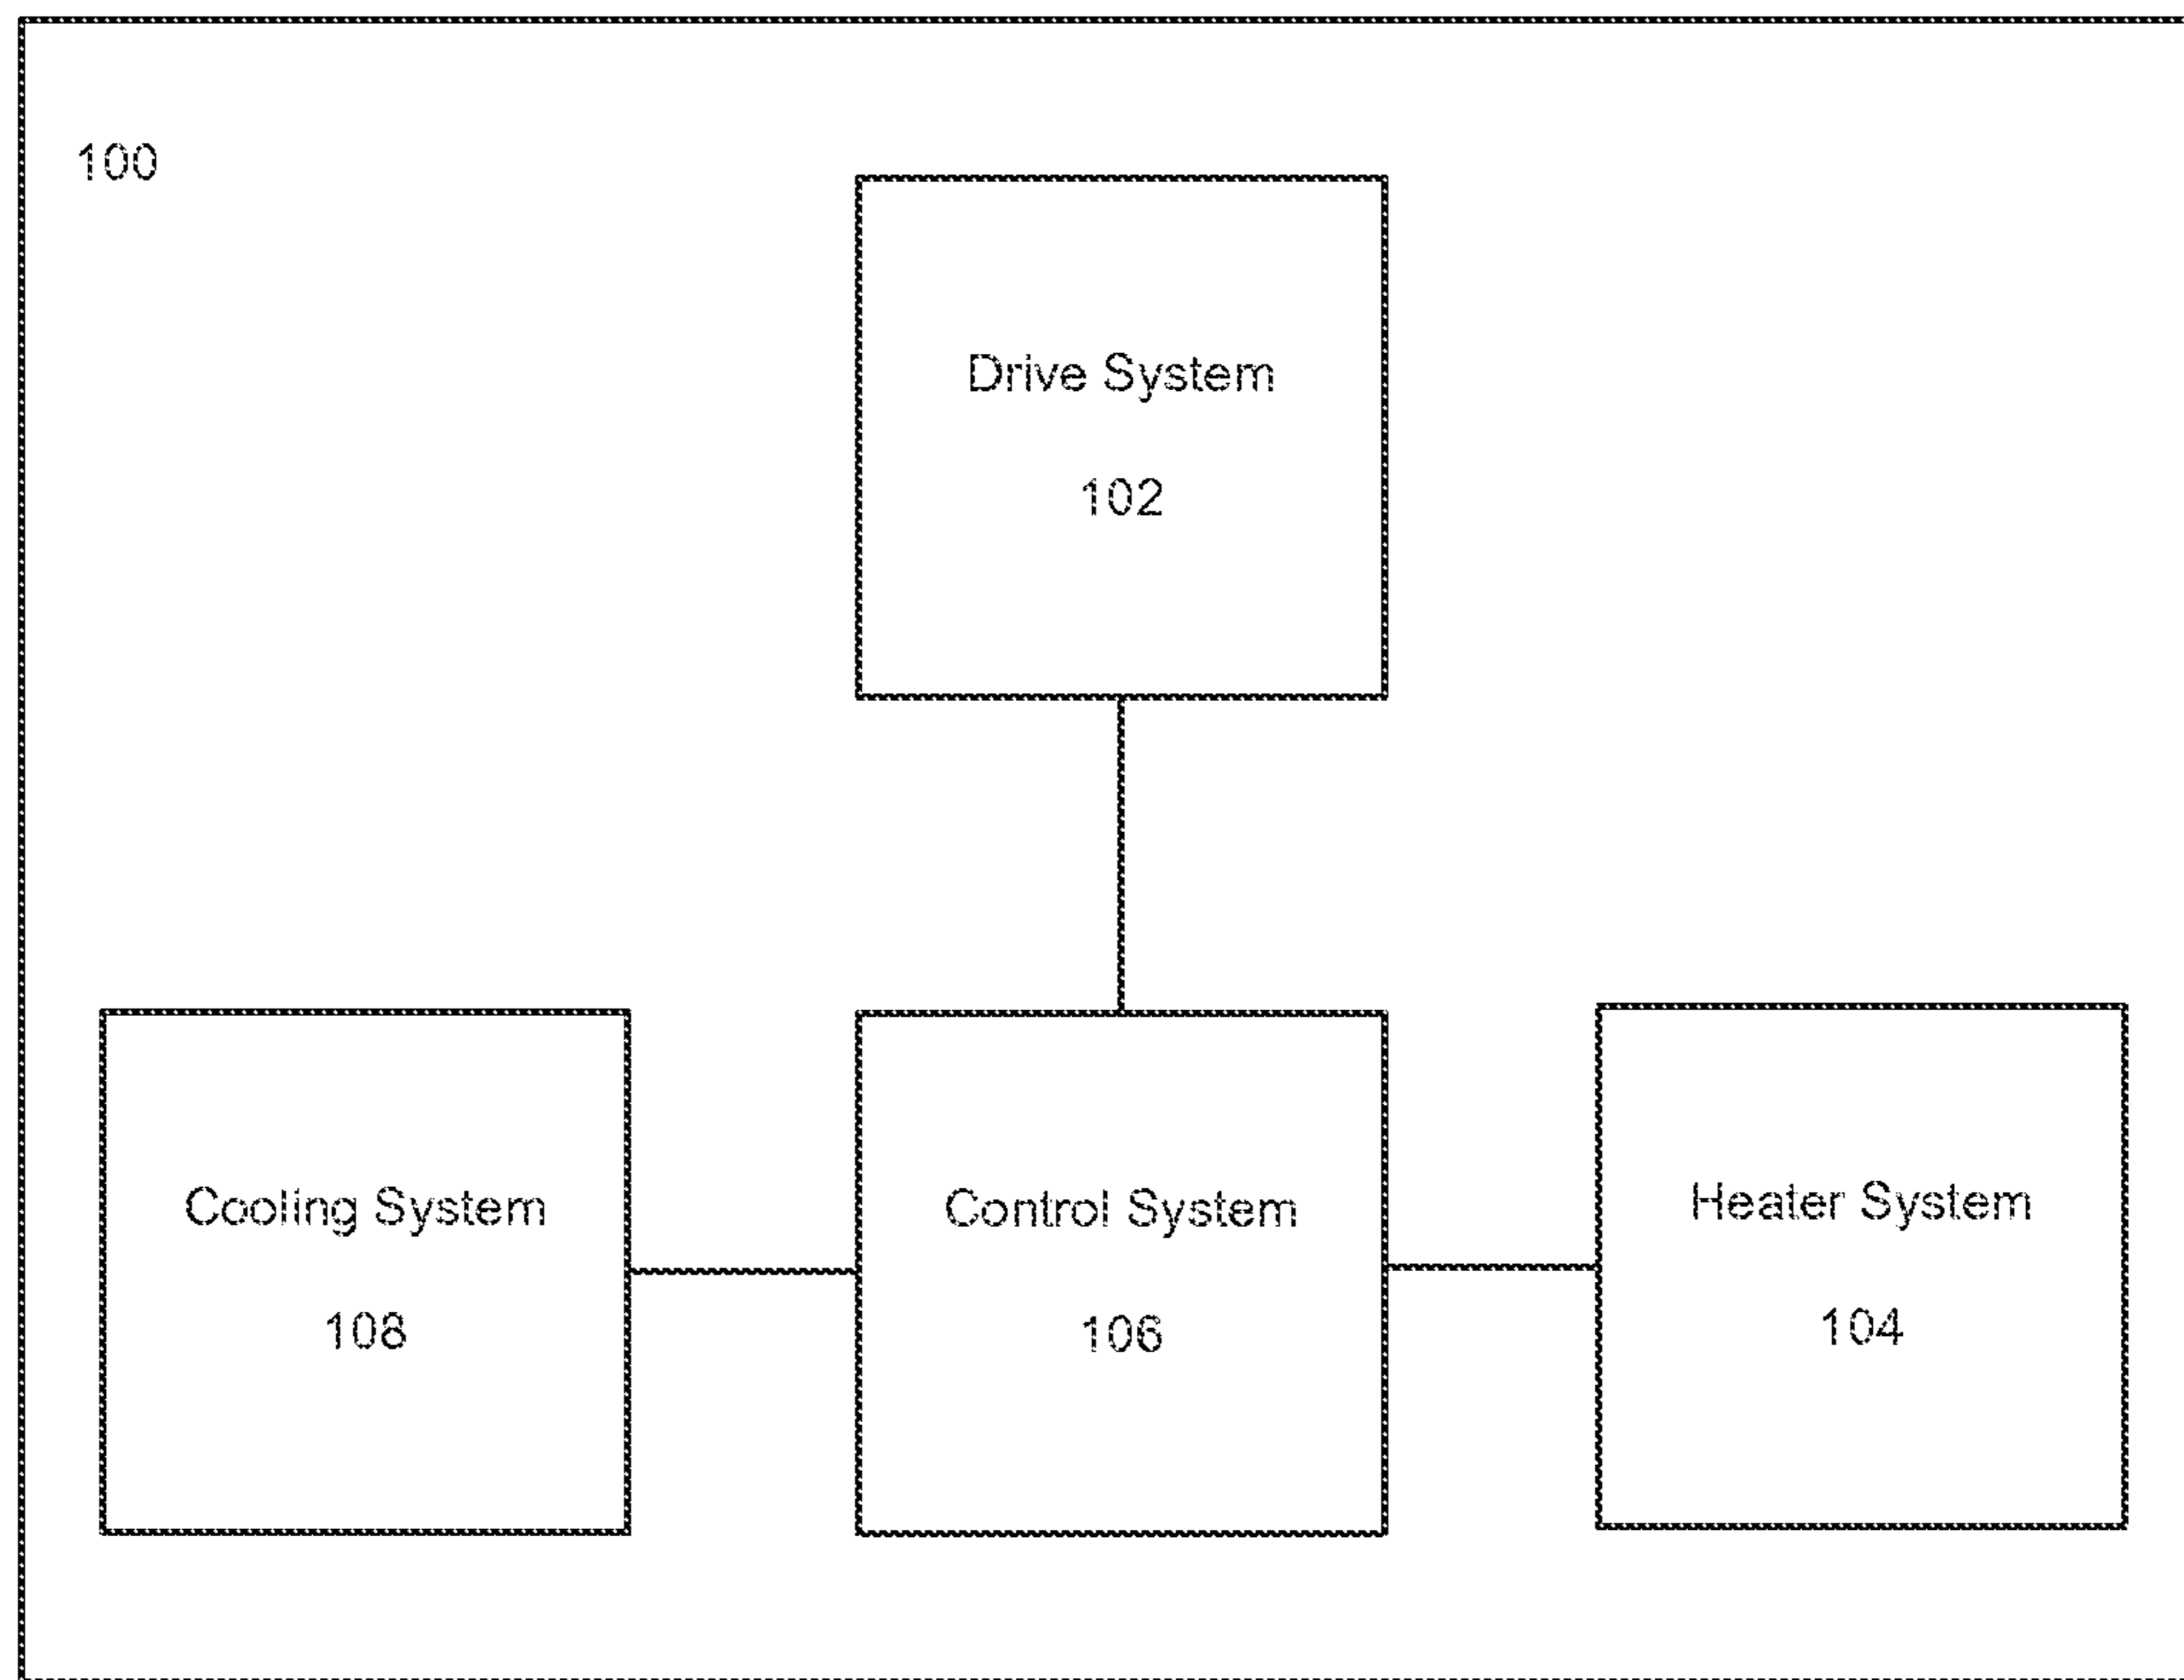 100
Drive System
102
Cooling System
108
Control System
106
Heater System
104